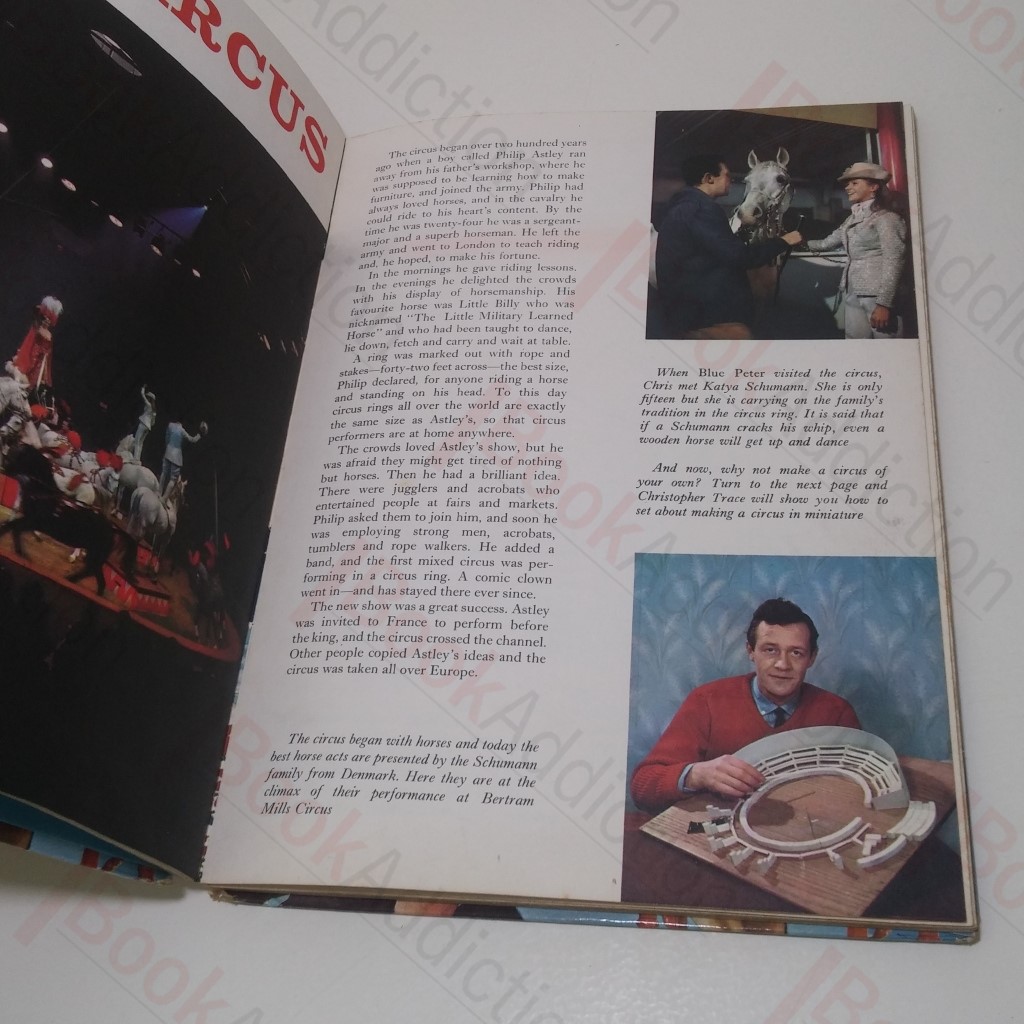 RCUS
The circus began over two hundred years
ago when a boy called Philip Astley ran
away from his father's workshop, where he
was supposed to be learning how to make
furniture, and joined the army. Philip had
always loved horses, and in the cavalry he
could ride to his heart's content. By the
time he was twenty-four he was a sergeant-
major and a superb horseman. He left the
army and went to London to teach riding
and, he hoped, to make his fortune.
In the mornings he gave riding lessons.
In the evenings he delighted the crowds
with his display of horsemanship. His
favourite horse was Little Billy who was
nicknamed "The Little Military Learned
Horse" and who had been taught to dance,
lie down, fetch and carry and wait at table.
A ring was marked out with rope and
stakes—forty-two feet across—the best size,
Philip declared, for anyone riding a horse
and standing on his head. To this day
circus rings all over the world are exactly
the same size as Astley's, so that circus
performers are at home anywhere.
The crowds loved Astley's show, but he
was afraid they might get tired of nothing
but horses. Then he had a brilliant idea.
There were jugglers and acrobats who
entertained people at fairs and markets.
Philip asked them to join him, and soon he
was employing strong men, acrobats,
tumblers and rope walkers. He added a
band, and the first mixed circus was per-
forming in a circus ring. A comic clown
went in—and has stayed there ever since.
The new show was a great success. Astley
was invited to France to perform before
the king, and the circus crossed the channel.
Other people copied Astley's ideas and the
circus was taken all over Europe.
The circus began with horses and today the
best horse acts are presented by the Schumann
family from Denmark. Here they are at the
climax of their performance at Bertram
Mills Circus
When Blue Peter visited the circus,
Chris met Katya Schumann. She is only
fifteen but she is carrying on the family's
tradition in the circus ring. It is said that
if a Schumann cracks his whip, even a
wooden horse will get up and dance
And now, why not make a circus of
your own? Turn to the next page and
Christopher Trace will show you how to
set about making a circus in miniature
BookAddiction